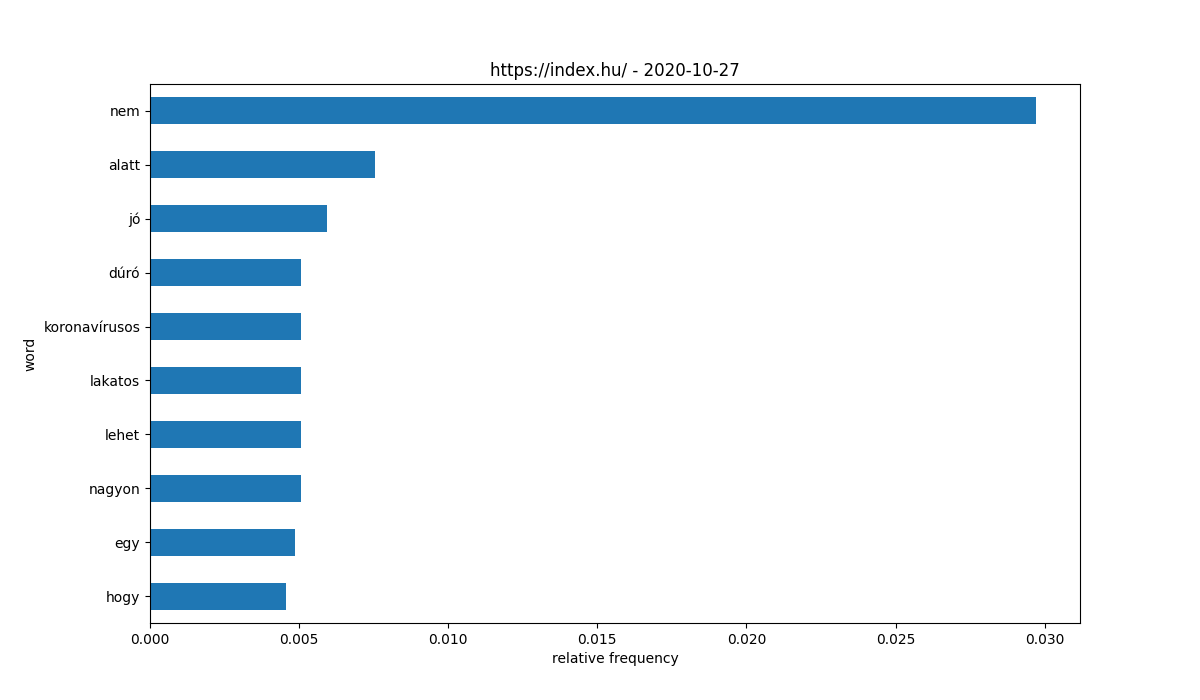 https://index.hu/ - 2020-10-27
word
nem
alatt
jó
dúró
koronavírusos
lakatos
lehet
nagyon
egy
hogy
0.000 0.005 0.010 0.015 0.020 0.025 0.030
relative frequency